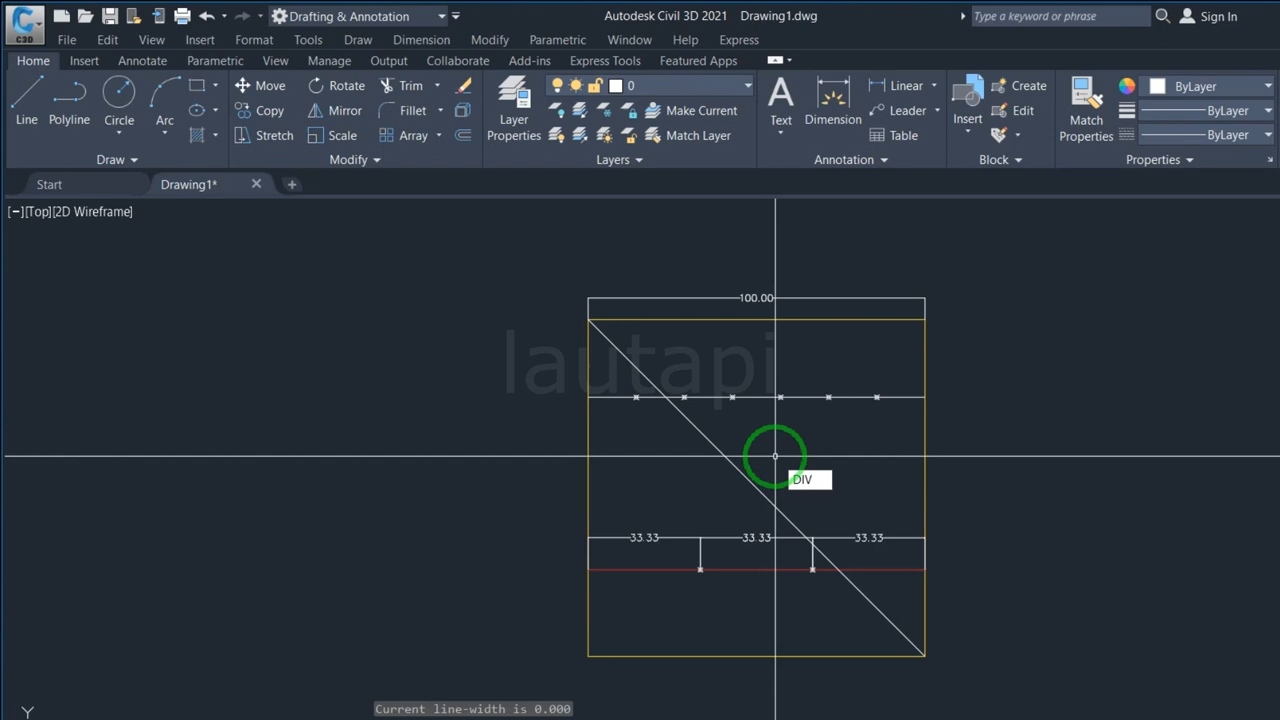 Drafting & Annotation Autodesk Civil 3D 2021 Drawing1.dwg Type a keyword or phrase Sign In
C3D
File Edit View Insert Format Tools Draw Dimension Modify Parametric Window Help Express
Home Insert Annotate Parametric View Manage Output Collaborate Add-ins Express Tools Featured Apps
Line Polyline Circle Arc
Move Rotate Trim
Copy Mirror Fillet
Stretch Scale Array
Layer Properties
0
Make Current
Match Layer
Text Dimension
Linear
Leader
Table
Insert
Create
Edit
Match Properties
ByLayer
ByLayer
ByLayer
Draw Modify Layers Annotation Block Properties
Start Drawing1*
[−][Top][2D Wireframe]
100.00
lautapi
DIV
33.33 33.33 33.33
Y
Current line-width is 0.000